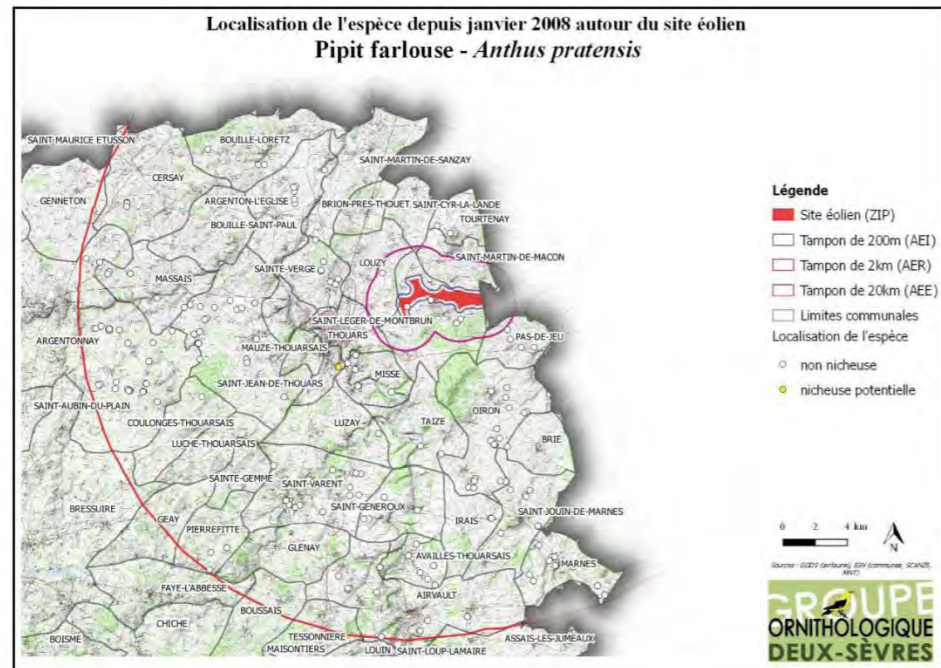 Localisation de l'espèce depuis janvier 2008 autour du site éolien
Pipit farlouse - Anthus pratensis
SAINT-MAURICE ETUSSON
BOUILLE-LORETZ
SAINT-MARTIN-DE-SANZAY
CERSAY
GENNETON
ARGENTON-L'EGLISE
BRION-PRES-THOUET
SAINT-CYR-LA-LANDE
TOURTENAY
BOUILLE-SAINT-PAUL
SAINT-MARTIN-DE-MACON
LOUZY
SAINTE-VERGE
MASSAIS
SAINT-LEGER-DE-MONTBRUN
THOUARS
PAS-DE-JEU
ARGENTONNAY
MAUZE-THOUARSAIS
MISSE
SAINT-JEAN-DE-THOUARS
SAINT-AUBIN-DU-PLAIN
OIRON
COULONGES-THOUARSAIS
LUZAY
TAIZE
LUCHE-THOUARSAIS
BRIE
SAINTE-GEMME
SAINT-VARENT
BRESSUIRE
SAINT-GENEROUX
SAINT-JOUIN-DE-MARNES
GEAY
IRAIS
PIERREFITTE
GLENAY
AVAILLES-THOUARSAIS
MARNES
FAYE-L'ABBESSE
AIRVAULT
BOUSSAIS
CHICHE
BOISME
TESSONNIERE
ASSAIS-LES-JUMEAUX
MAISONTIERS
LOUIN
SAINT-LOUP-LAMAIRE
Légende
Site éolien (ZIP)
Tampon de 200m (AEI)
Tampon de 2km (AER)
Tampon de 20km (AEE)
Limites communales
Localisation de l'espèce
non nicheuse
nicheuse potentielle
0 2 4 km
N
Sources : GODS (avifaune), IGN (communes, SCAN25, MNT)
GROUPE
ORNITHOLOGIQUE
DEUX-SÈVRES